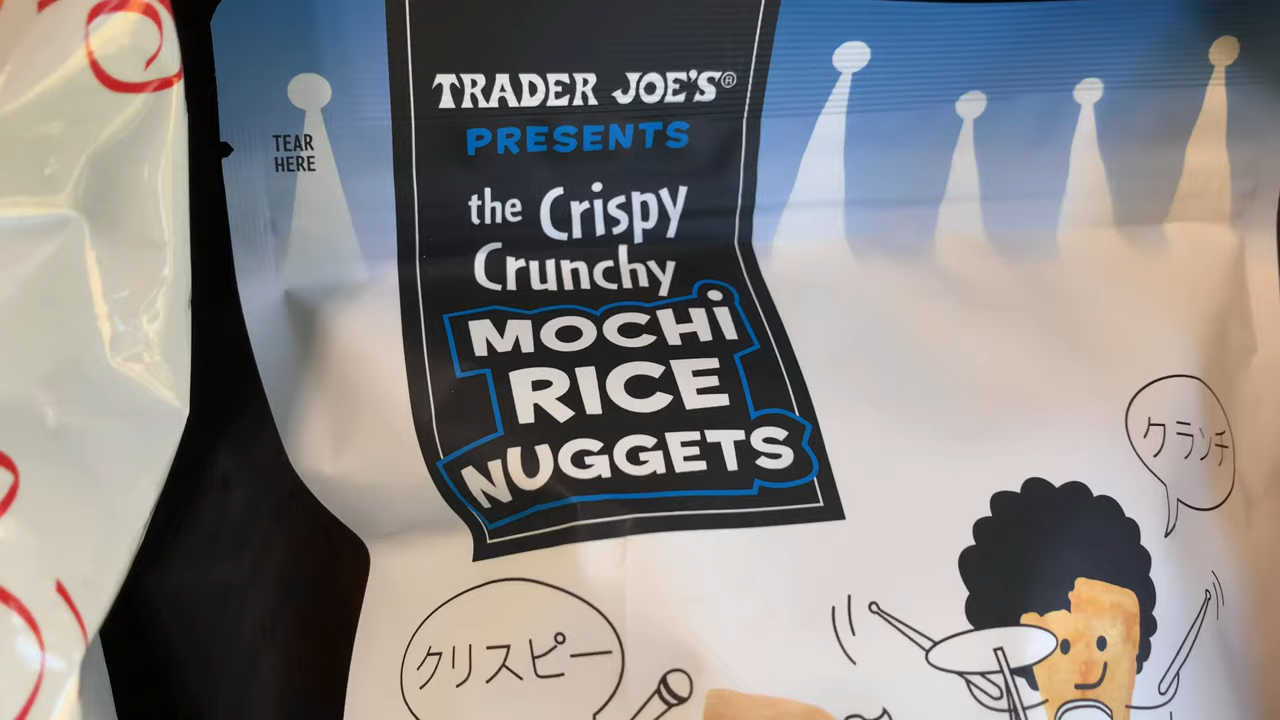 TRADER JOE'S®
PRESENTS
TEAR
HERE
the Crispy
Crunchy
MOCHi
RICE
NUGGETS
クランチ
クリスピー